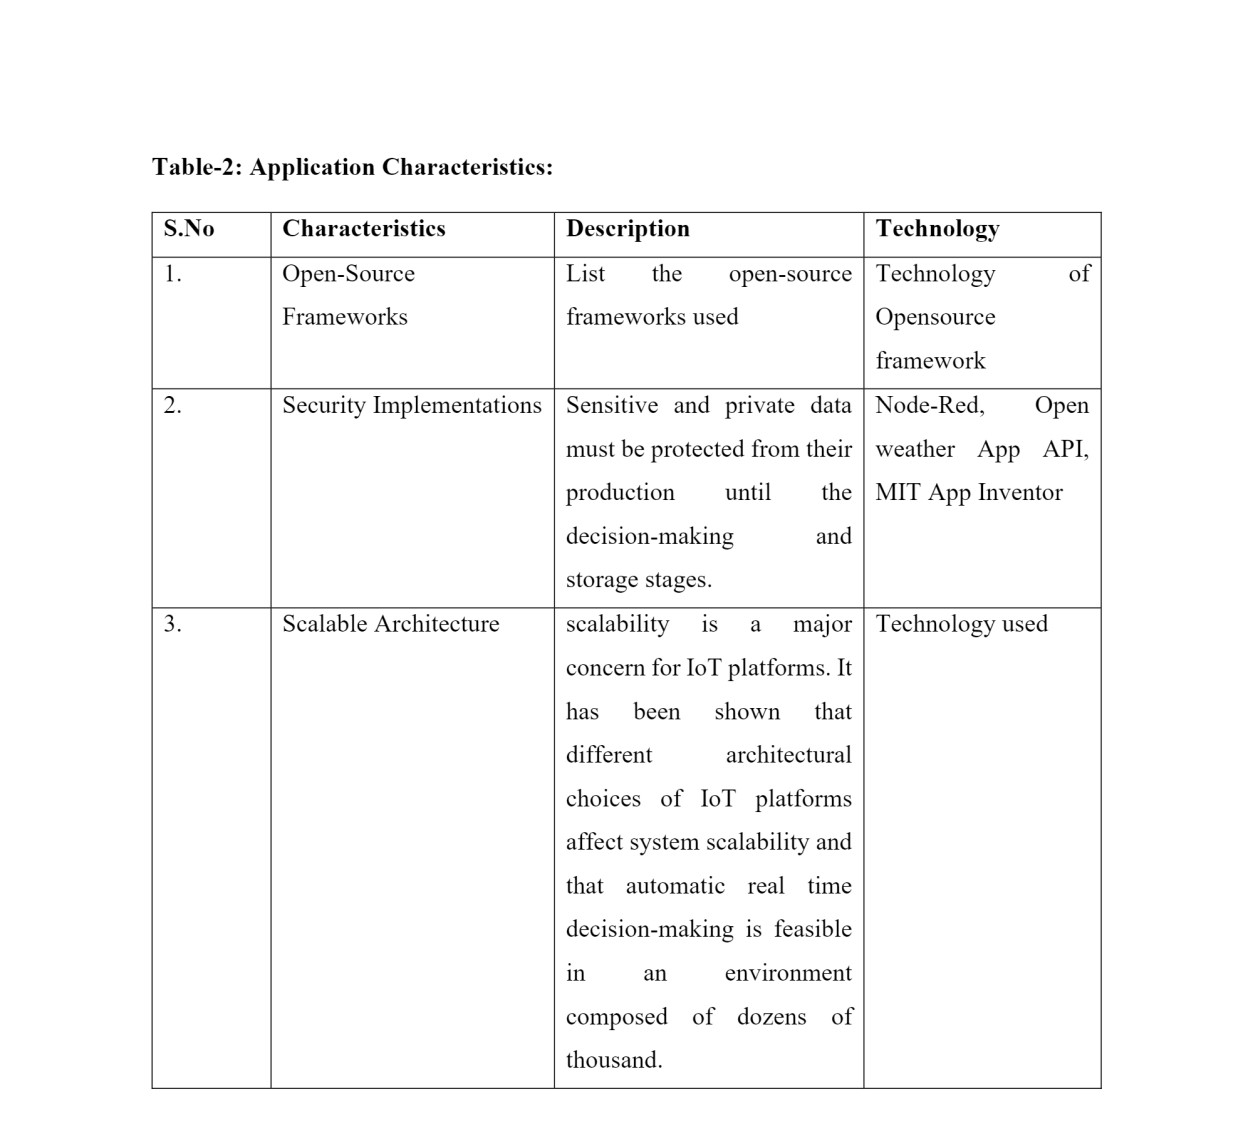 Table-2: Application Characteristics:
S.No Characteristics Description Technology
1. Open-Source List the open-source Technology of
Frameworks frameworks used Opensource
framework
2. Security Implementations Sensitive and private data Node-Red, Open
must be protected from their weather App API,
production until the MIT App Inventor
decision-making and
storage stages.
3. Scalable Architecture scalability is a major Technology used
concern for IoT platforms. It
has been shown that
different architectural
choices of IoT platforms
affect system scalability and
that automatic real time
decision-making is feasible
in an environment
composed of dozens of
thousand.